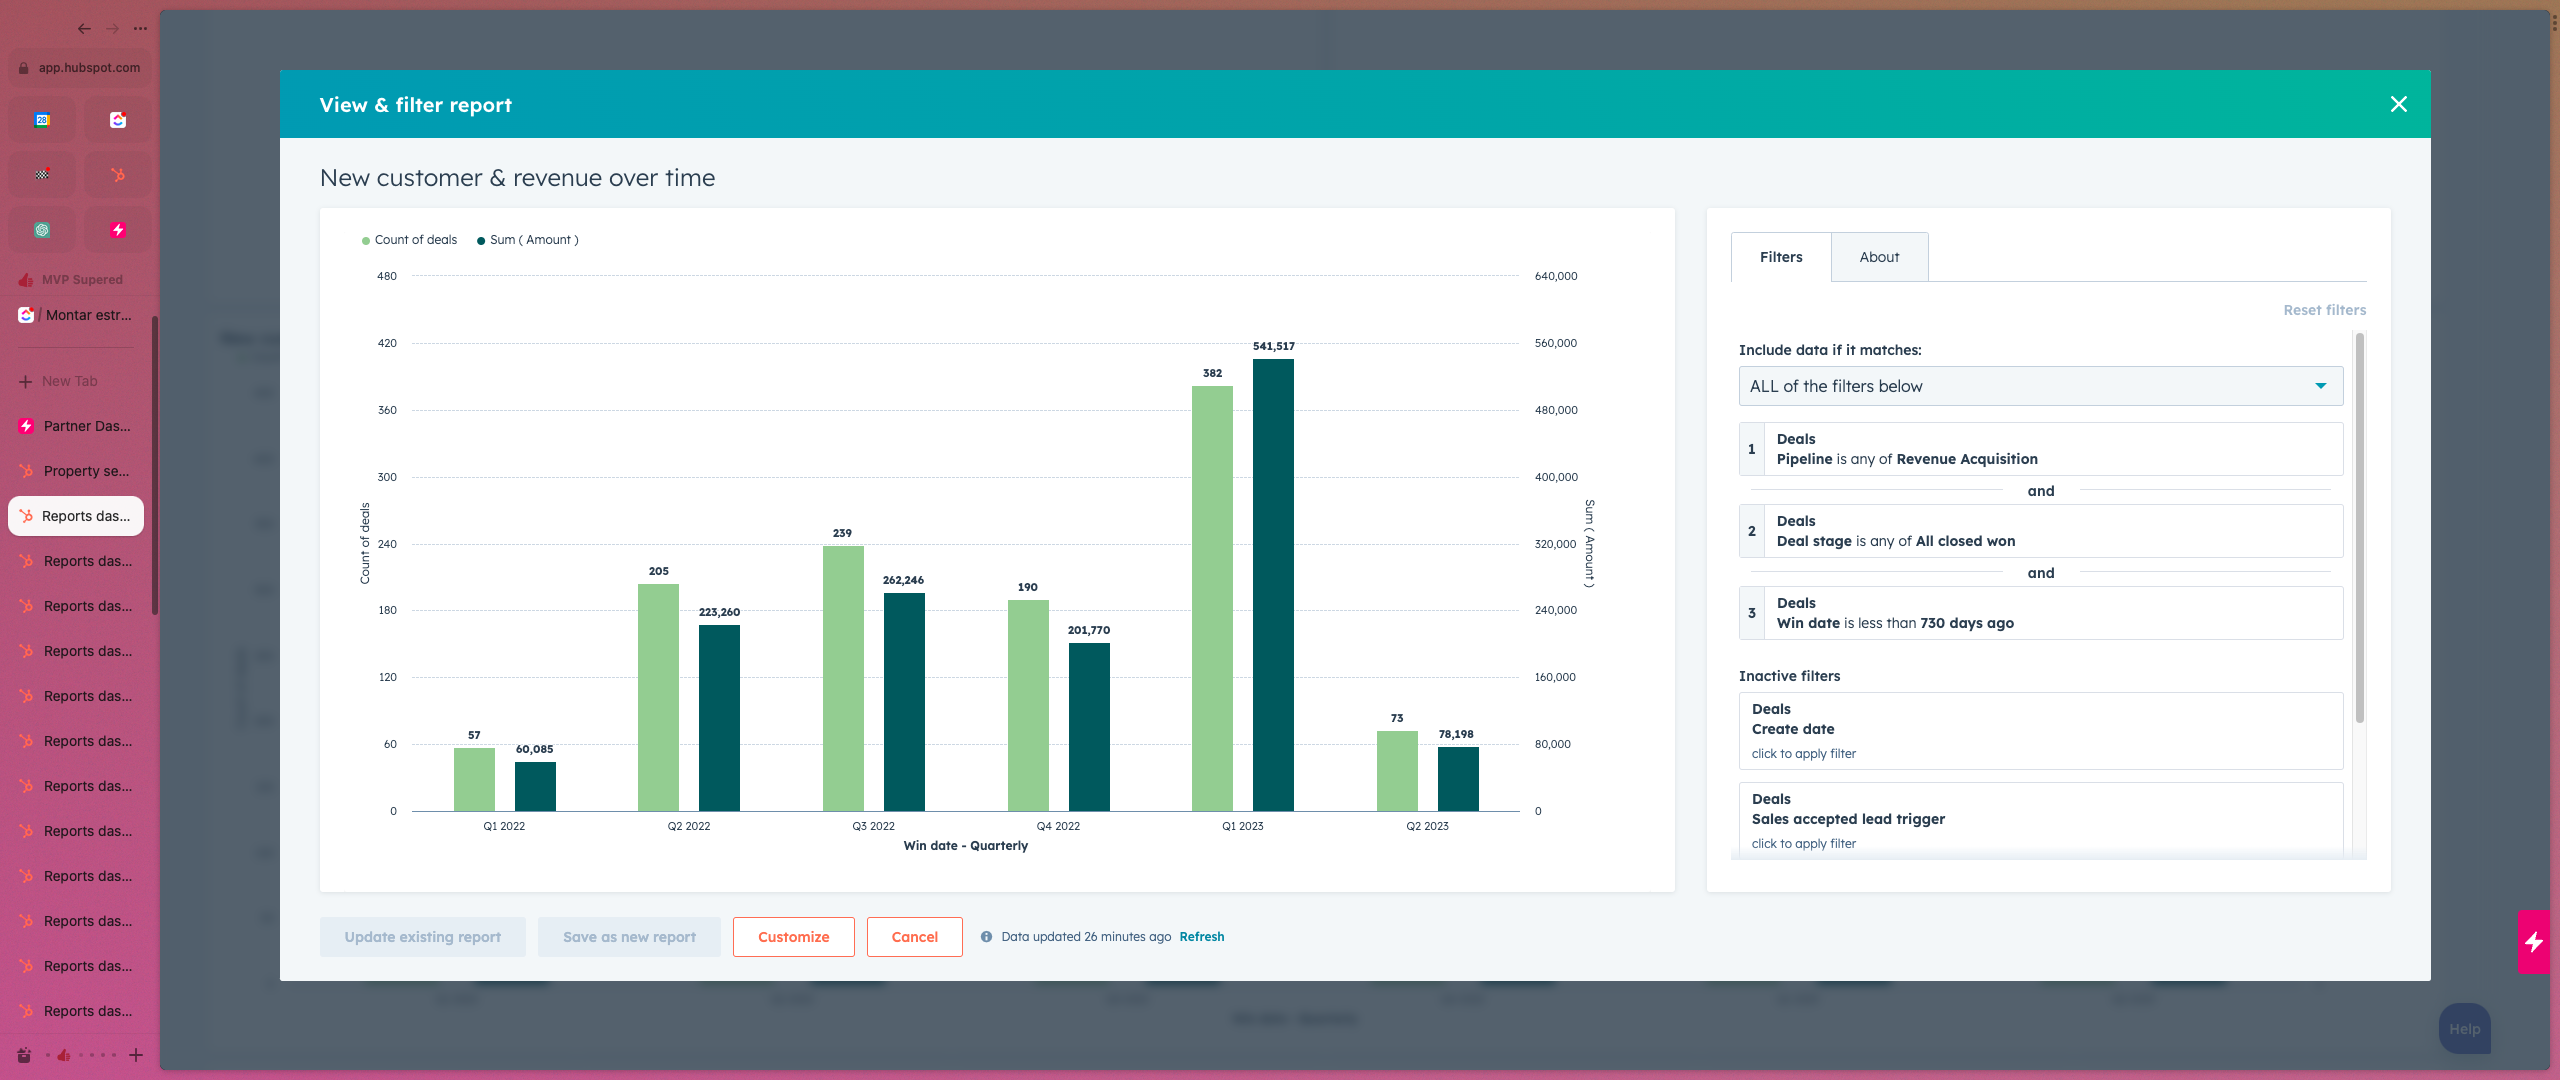 app.hubspot.com
28
MVP Supered
/ Montar estr...
New Tab
Partner Das...
Property se...
Reports das...
Reports das...
Reports das...
Reports das...
Reports das...
Reports das...
Reports das...
Reports das...
Reports das...
Reports das...
Reports das...
Reports das...
View & filter report
New customer & revenue over time
Count of deals
Sum ( Amount )
480
420
360
300
240
180
120
60
0
Count of deals
640,000
560,000
480,000
400,000
320,000
240,000
160,000
80,000
0
Sum ( Amount )
57
60,085
205
223,260
239
262,246
190
201,770
382
541,517
73
78,198
Q1 2022
Q2 2022
Q3 2022
Q4 2022
Q1 2023
Q2 2023
Win date - Quarterly
Filters
About
Reset filters
Include data if it matches:
ALL of the filters below
1
Deals
Pipeline is any of Revenue Acquisition
and
2
Deals
Deal stage is any of All closed won
and
3
Deals
Win date is less than 730 days ago
Inactive filters
Deals
Create date
click to apply filter
Deals
Sales accepted lead trigger
click to apply filter
Update existing report
Save as new report
Customize
Cancel
Data updated 26 minutes ago Refresh
Help